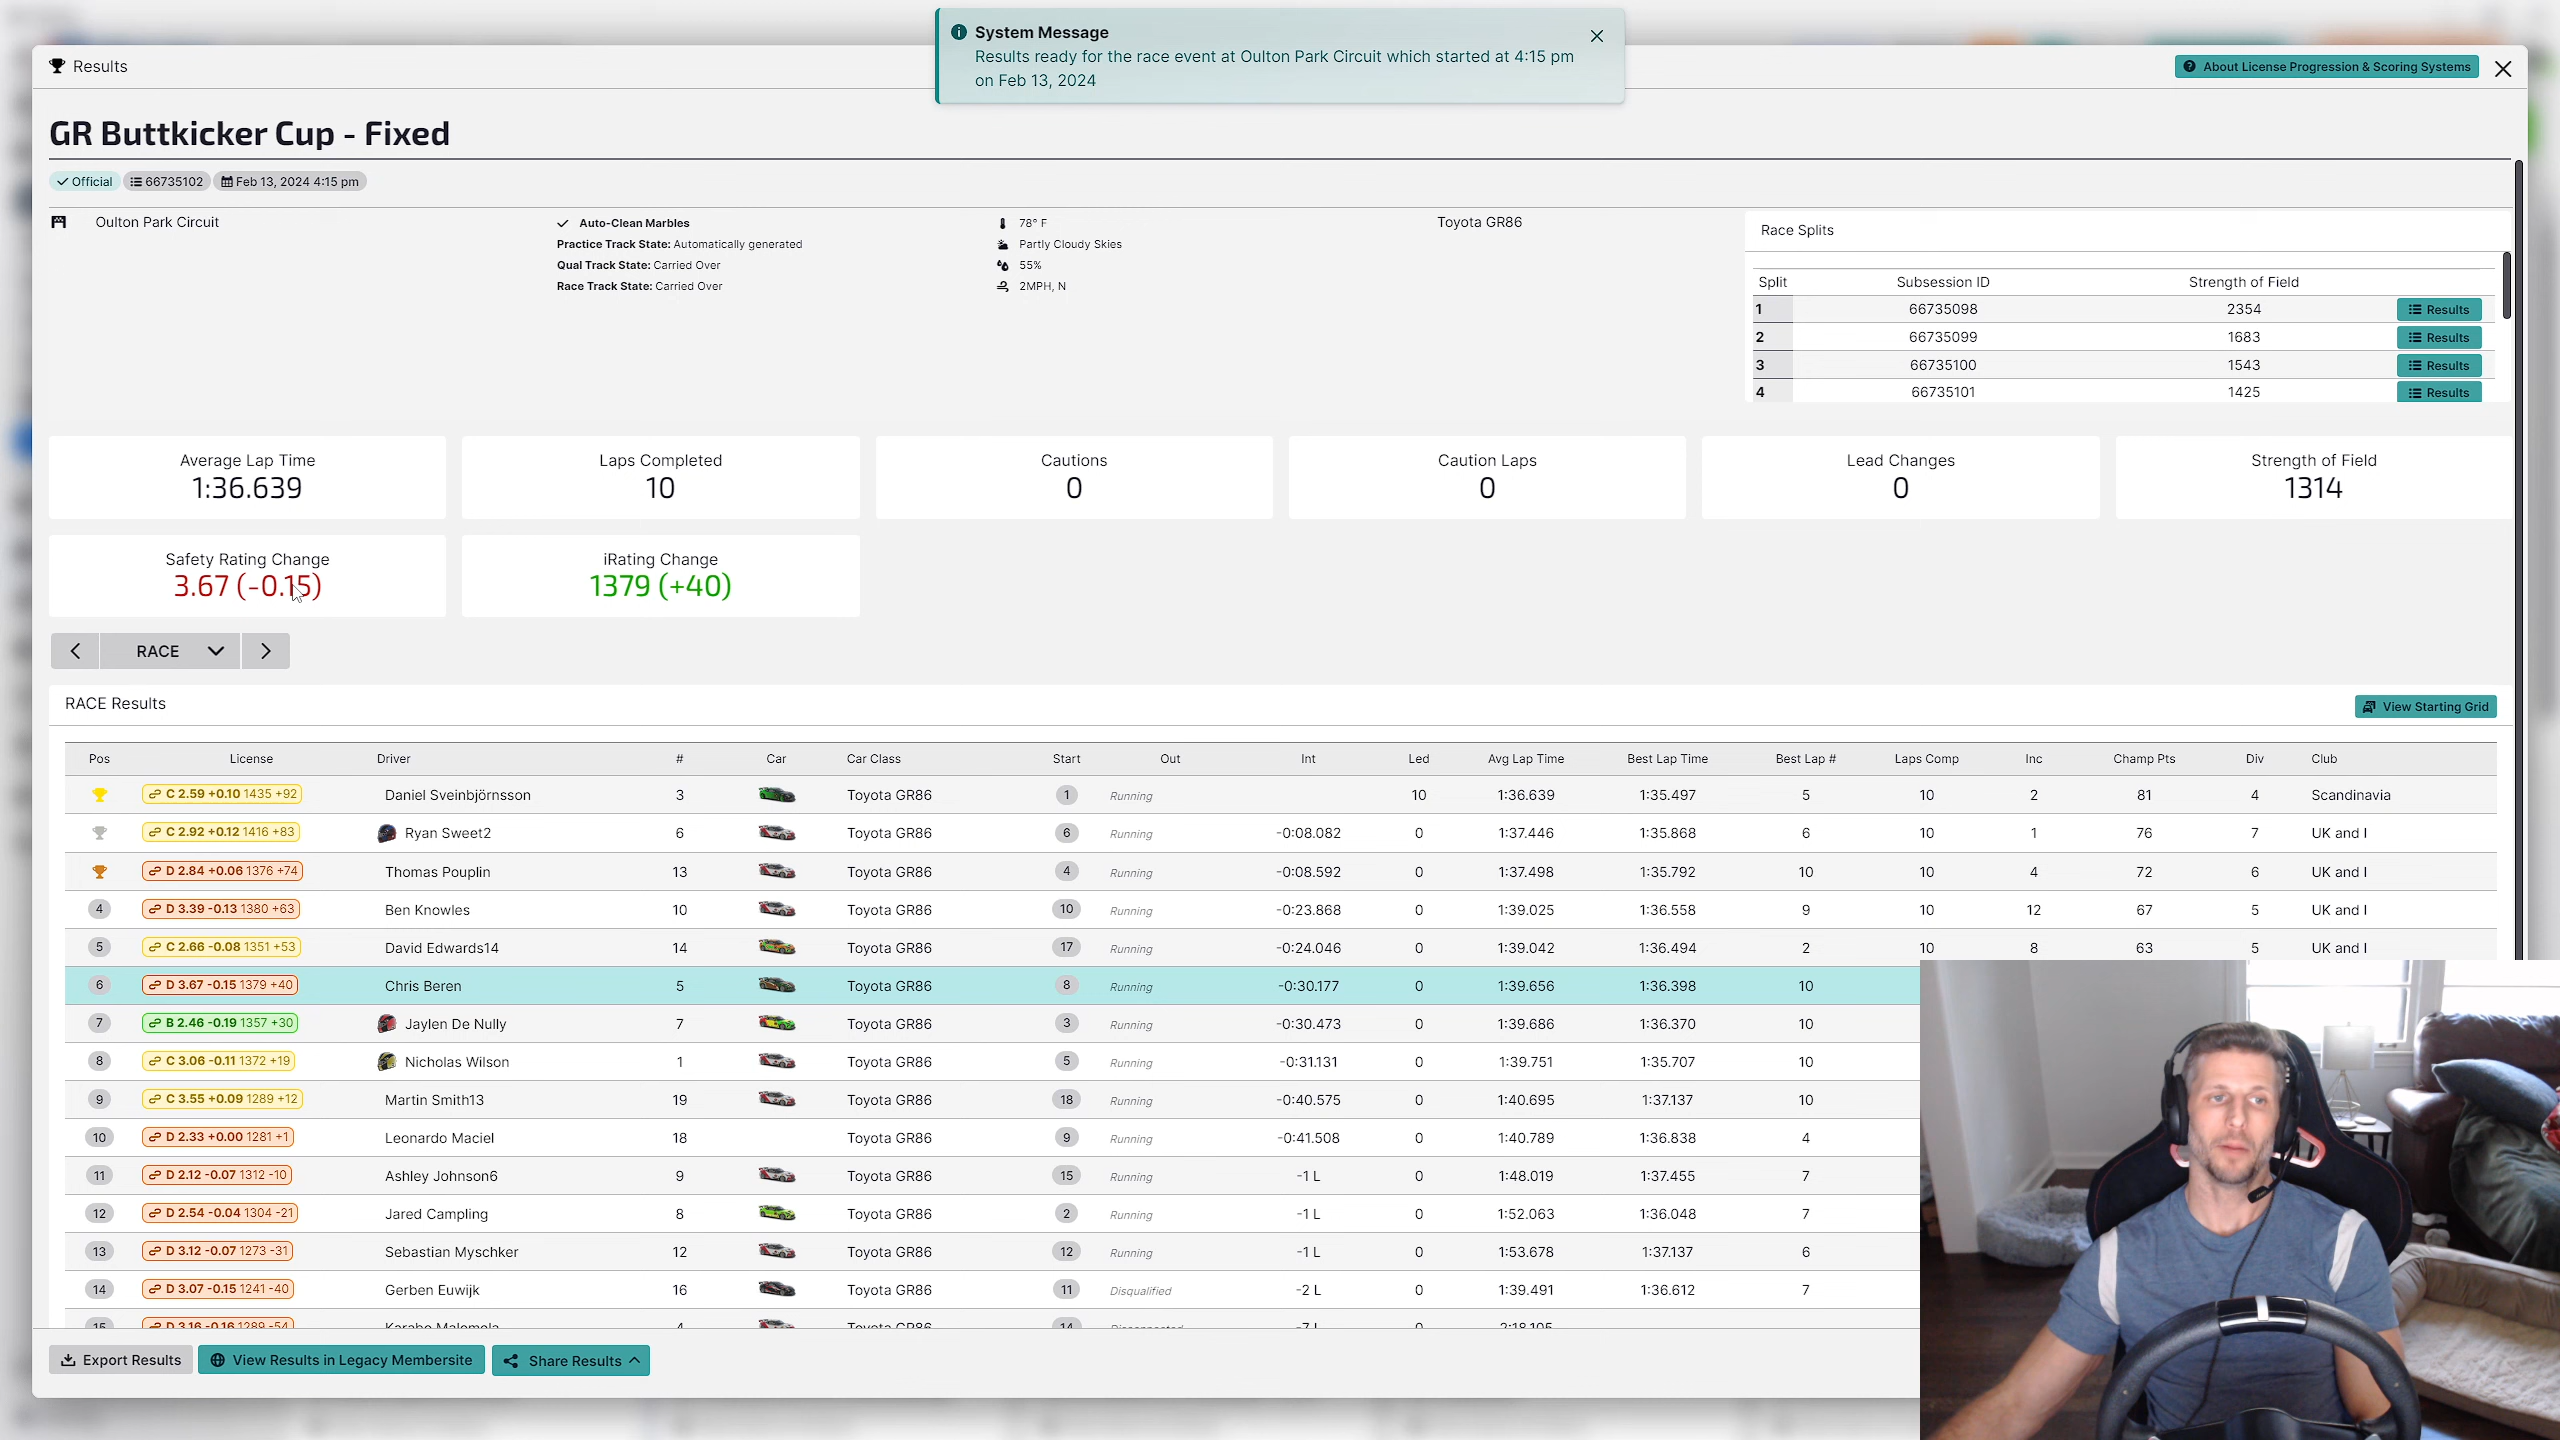 System Message
Results ready for the race event at Oulton Park Circuit which started at 4:15 pm
on Feb 13, 2024
Results
About License Progression & Scoring Systems
GR Buttkicker Cup - Fixed
Official 66735102 Feb 13, 2024 4:15 pm
Oulton Park Circuit
Auto-Clean Marbles
Practice Track State: Automatically generated
Qual Track State: Carried Over
Race Track State: Carried Over
78° F
Partly Cloudy Skies
55%
2MPH, N
Toyota GR86
Race Splits
Split Subsession ID Strength of Field
1 66735098 2354 Results
2 66735099 1683 Results
3 66735100 1543 Results
4 66735101 1425 Results
Average Lap Time
1:36.639
Laps Completed
10
Cautions
0
Caution Laps
0
Lead Changes
0
Strength of Field
1314
Safety Rating Change
3.67 (-0.15)
iRating Change
1379 (+40)
RACE
RACE Results
View Starting Grid
Pos License Driver # Car Car Class Start Out Int Led Avg Lap Time Best Lap Time Best Lap # Laps Comp Inc Champ Pts Div Club
C 2.59 +0.10 1435 +92 Daniel Sveinbjörnsson 3 Toyota GR86 1 Running 10 1:36.639 1:35.497 5 10 2 81 4 Scandinavia
C 2.92 +0.12 1416 +83 Ryan Sweet2 6 Toyota GR86 6 Running -0:08.082 0 1:37.446 1:35.868 6 10 1 76 7 UK and I
D 2.84 +0.06 1376 +74 Thomas Pouplin 13 Toyota GR86 4 Running -0:08.592 0 1:37.498 1:35.792 10 10 4 72 6 UK and I
4 D 3.39 -0.13 1380 +63 Ben Knowles 10 Toyota GR86 10 Running -0:23.868 0 1:39.025 1:36.558 9 10 12 67 5 UK and I
5 C 2.66 -0.08 1351 +53 David Edwards14 14 Toyota GR86 17 Running -0:24.046 0 1:39.042 1:36.494 2 10 8 63 5 UK and I
6 D 3.67 -0.15 1379 +40 Chris Beren 5 Toyota GR86 8 Running -0:30.177 0 1:39.656 1:36.398 10
7 B 2.46 -0.19 1357 +30 Jaylen De Nully 7 Toyota GR86 3 Running -0:30.473 0 1:39.686 1:36.370 10
8 C 3.06 -0.11 1372 +19 Nicholas Wilson 1 Toyota GR86 5 Running -0:31.131 0 1:39.751 1:35.707 10
9 C 3.55 +0.09 1289 +12 Martin Smith13 19 Toyota GR86 18 Running -0:40.575 0 1:40.695 1:37.137 10
10 D 2.33 +0.00 1281 +1 Leonardo Maciel 18 Toyota GR86 9 Running -0:41.508 0 1:40.789 1:36.838 4
11 D 2.12 -0.07 1312 -10 Ashley Johnson6 9 Toyota GR86 15 Running -1 L 0 1:48.019 1:37.455 7
12 D 2.54 -0.04 1304 -21 Jared Campling 8 Toyota GR86 2 Running -1 L 0 1:52.063 1:36.048 7
13 D 3.12 -0.07 1273 -31 Sebastian Myschker 12 Toyota GR86 12 Running -1 L 0 1:53.678 1:37.137 6
14 D 3.07 -0.15 1241 -40 Gerben Euwijk 16 Toyota GR86 11 Disqualified -2 L 0 1:39.491 1:36.612 7
15 D 3.16 -0.16 1289 -54 4 Toyota GR86 14 Disconnected -7 L 0 2:18.105
Export Results
View Results in Legacy Membersite
Share Results